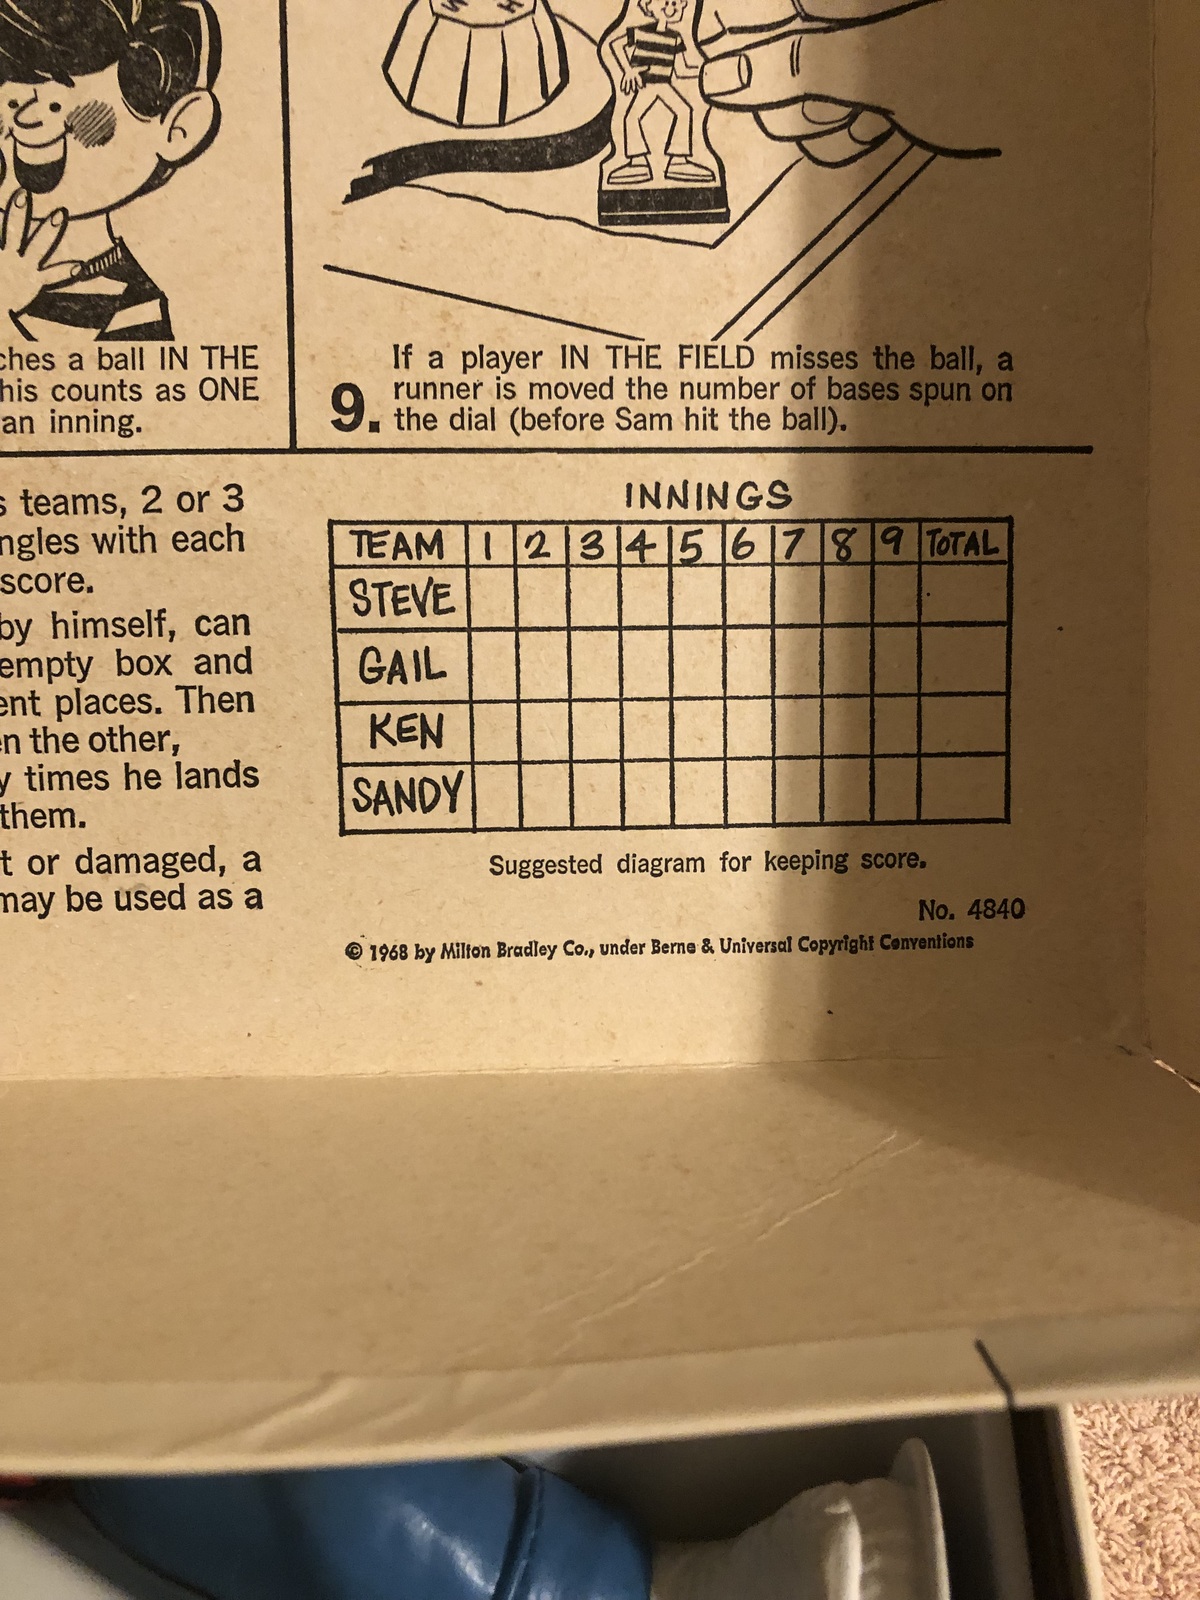 ches a ball IN THE
his counts as ONE
an inning.
9. If a player IN THE FIELD misses the ball, a
runner is moved the number of bases spun on
the dial (before Sam hit the ball).
s teams, 2 or 3
ngles with each
score.
by himself, can
empty box and
ent places. Then
en the other,
y times he lands
them.
t or damaged, a
may be used as a
INNINGS
TEAM 1 2 3 4 5 6 7 8 9 TOTAL
STEVE
GAIL
KEN
SANDY
Suggested diagram for keeping score.
No. 4840
© 1968 by Milton Bradley Co., under Berne & Universal Copyright Conventions